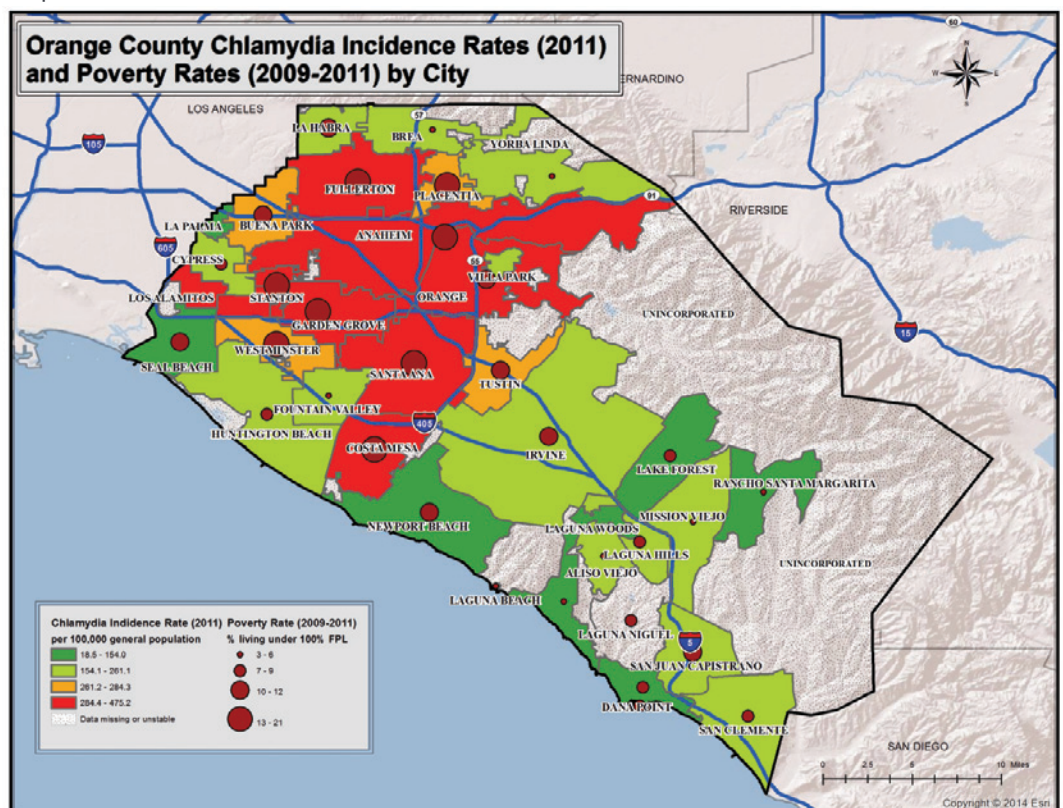 Orange County Chlamydia Incidence Rates (2011)
and Poverty Rates (2009-2011) by City
60
N
W
E
S
LOS ANGELES
BERNARDINO
105
57
LA HABRA
BREA
YORBA LINDA
FULLERTON
PLACENTIA
91
RIVERSIDE
LA PALMA
BUENA PARK
ANAHEIM
605
CYPRESS
55
VILLA PARK
STANTON
ORANGE
LOS ALAMITOS
GARDEN GROVE
UNINCORPORATED
15
WESTMINSTER
SEAL BEACH
SANTA ANA
TUSTIN
FOUNTAIN VALLEY
HUNTINGTON BEACH
405
COSTA MESA
IRVINE
LAKE FOREST
RANCHO SANTA MARGARITA
NEWPORT BEACH
MISSION VIEJO
LAGUNA WOODS
LAGUNA HILLS
UNINCORPORATED
ALISO VIEJO
LAGUNA BEACH
LAGUNA NIGUEL
5
SAN JUAN CAPISTRANO
DANA POINT
SAN CLEMENTE
Chlamydia Indidence Rate (2011)
per 100,000 general population
18.5 - 154.0
154.1 - 261.1
261.2 - 284.3
284.4 - 475.2
Data missing or unstable
Poverty Rate (2009-2011)
% living under 100% FPL
3 - 6
7 - 9
10 - 12
13 - 21
SAN DIEGO
0 2.5 5 10 Miles
Copyright © 2014 Esri